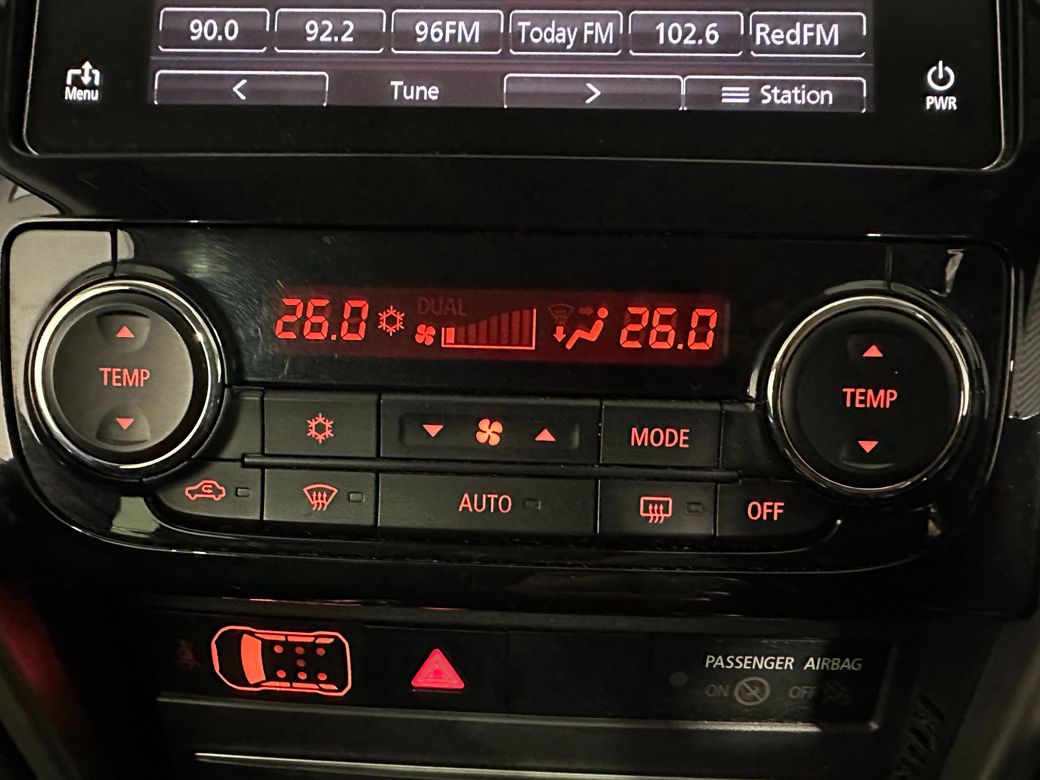 90.0 92.2 96FM Today FM 102.6 RedFM
Menu
< Tune > Station
PWR
DUAL
26.0 26.0
TEMP
TEMP
MODE
AUTO
OFF
PASSENGER AIRBAG
ON OFF